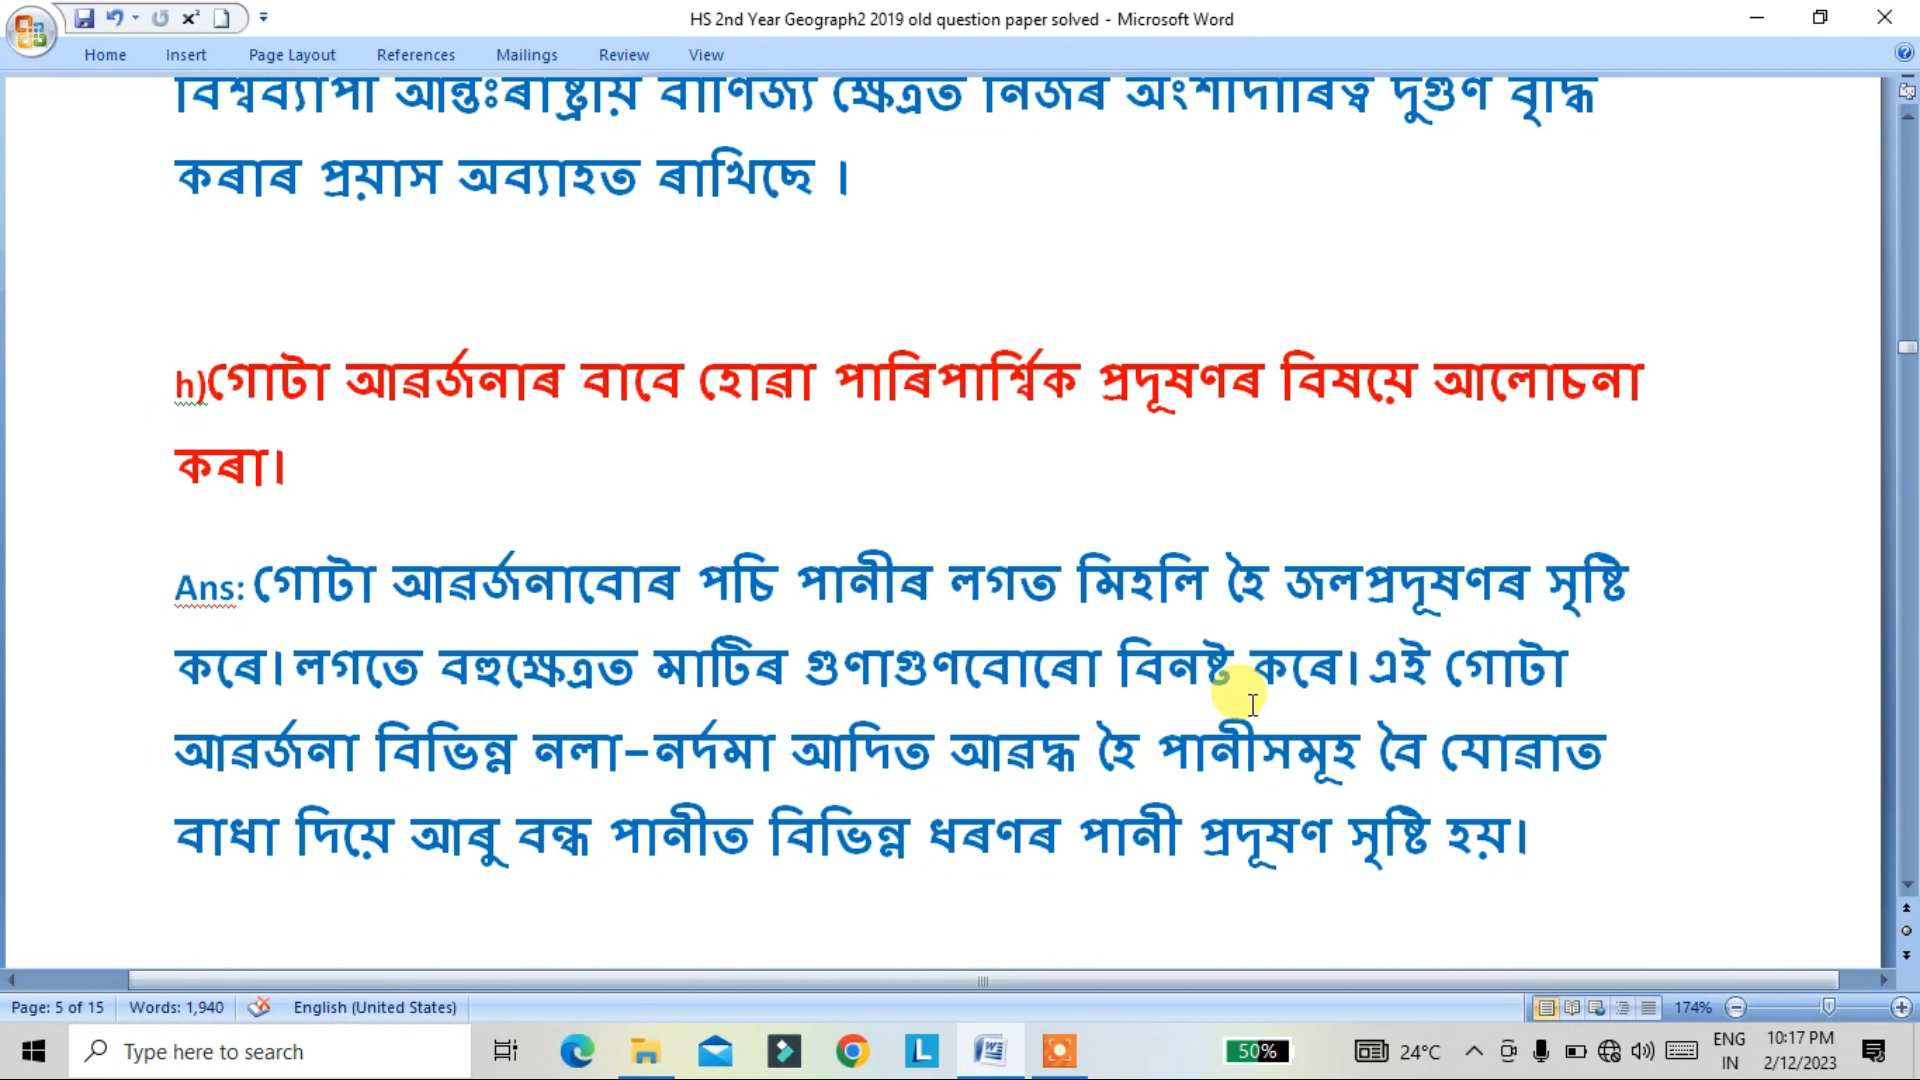 HS 2nd Year Geograph2 2019 old question paper solved - Microsoft Word
Home Insert Page Layout References Mailings Review View
বিশ্বব্যাপী আন্তঃৰাষ্ট্ৰীয় বাণিজ্য ক্ষেত্ৰত নিজৰ অংশীদাৰিত্ব দুগুণ বৃদ্ধি
কৰাৰ প্ৰয়াস অব্যাহত ৰাখিছে ।
h)গোটা আৱৰ্জনাৰ বাবে হোৱা পাৰিপাৰ্শ্বিক প্ৰদূষণৰ বিষয়ে আলোচনা
কৰা।
Ans: গোটা আৱৰ্জনাবোৰ পচি পানীৰ লগত মিহলি হৈ জলপ্ৰদূষণৰ সৃষ্টি
কৰে। লগতে বহুক্ষেত্ৰত মাটিৰ গুণাগুণবোৰো বিনষ্ট কৰে। এই গোটা
আৱৰ্জনা বিভিন্ন নলা–নৰ্দমা আদিত আৱদ্ধ হৈ পানীসমূহ বৈ যোৱাত
বাধা দিয়ে আৰু বন্ধ পানীত বিভিন্ন ধৰণৰ পানী প্ৰদূষণ সৃষ্টি হয়।
Page: 5 of 15 Words: 1,940 English (United States) 174%
Type here to search 50% 24°C ENG 10:17 PM
IN 2/12/2023